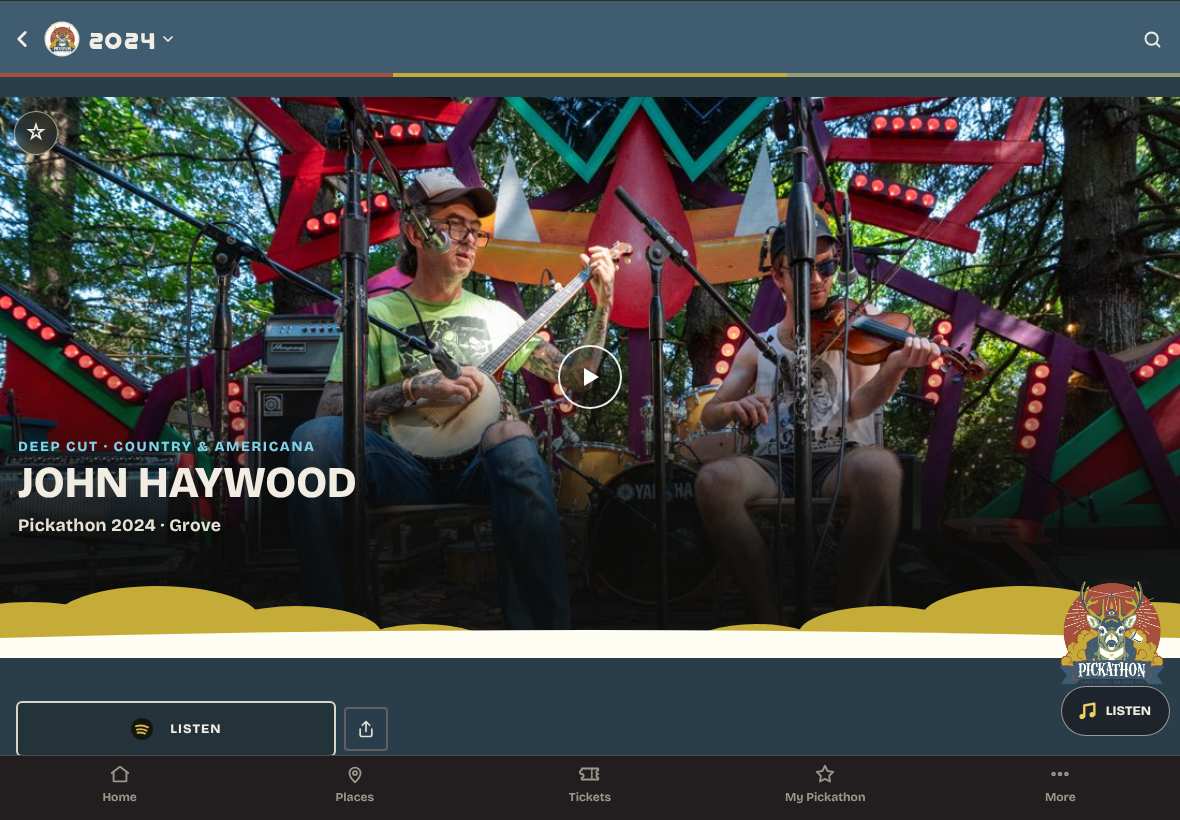 2024
DEEP CUT · COUNTRY & AMERICANA
JOHN HAYWOOD
Pickathon 2024 · Grove
YAMAHA
PICKATHON
LISTEN
LISTEN
Home
Places
Tickets
My Pickathon
More